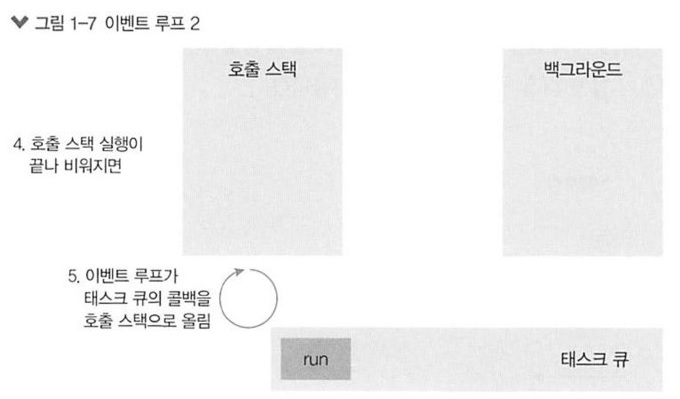 그림 1-7 이벤트 루프 2
호출 스택
백그라운드
4. 호출 스택 실행이
끝나 비워지면
5. 이벤트 루프가
태스크 큐의 콜백을
호출 스택으로 올림
run
태스크 큐